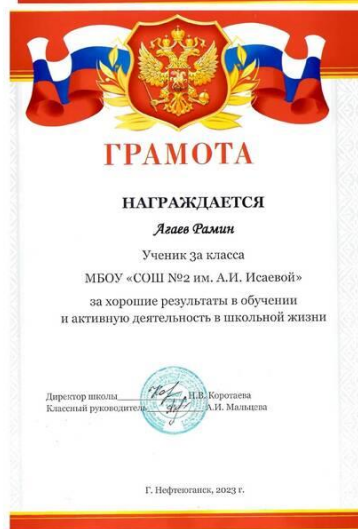 ГРАМОТА
НАГРАЖДАЕТСЯ
Агаев Рамин
Ученик 3а класса
МБОУ «СОШ №2 им. А.И. Исаевой»
за хорошие результаты в обучении
и активную деятельность в школьной жизни
Директор школы Н.В. Коротаева
Классный руководитель А.И. Мальцева
Г. Нефтеюганск, 2023 г.